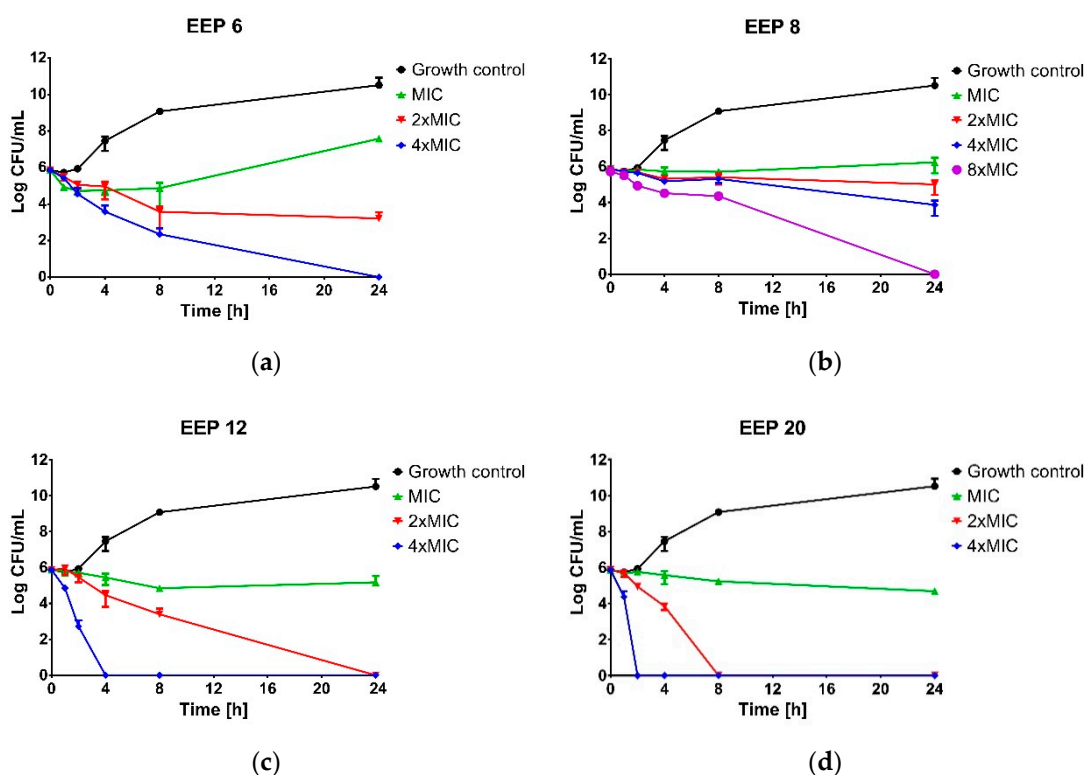 EEP 6
Log CFU/mL
12
10
8
6
4
2
0
0 4 8 12 16 20 24
Time [h]
Growth control
MIC
2xMIC
4xMIC
(a)
EEP 8
Log CFU/mL
12
10
8
6
4
2
0
0 4 8 12 16 20 24
Time [h]
Growth control
MIC
2xMIC
4xMIC
8xMIC
(b)
EEP 12
Log CFU/mL
12
10
8
6
4
2
0
0 4 8 12 16 20 24
Time [h]
Growth control
MIC
2xMIC
4xMIC
(c)
EEP 20
Log CFU/mL
12
10
8
6
4
2
0
0 4 8 12 16 20 24
Time [h]
Growth control
MIC
2xMIC
4xMIC
(d)